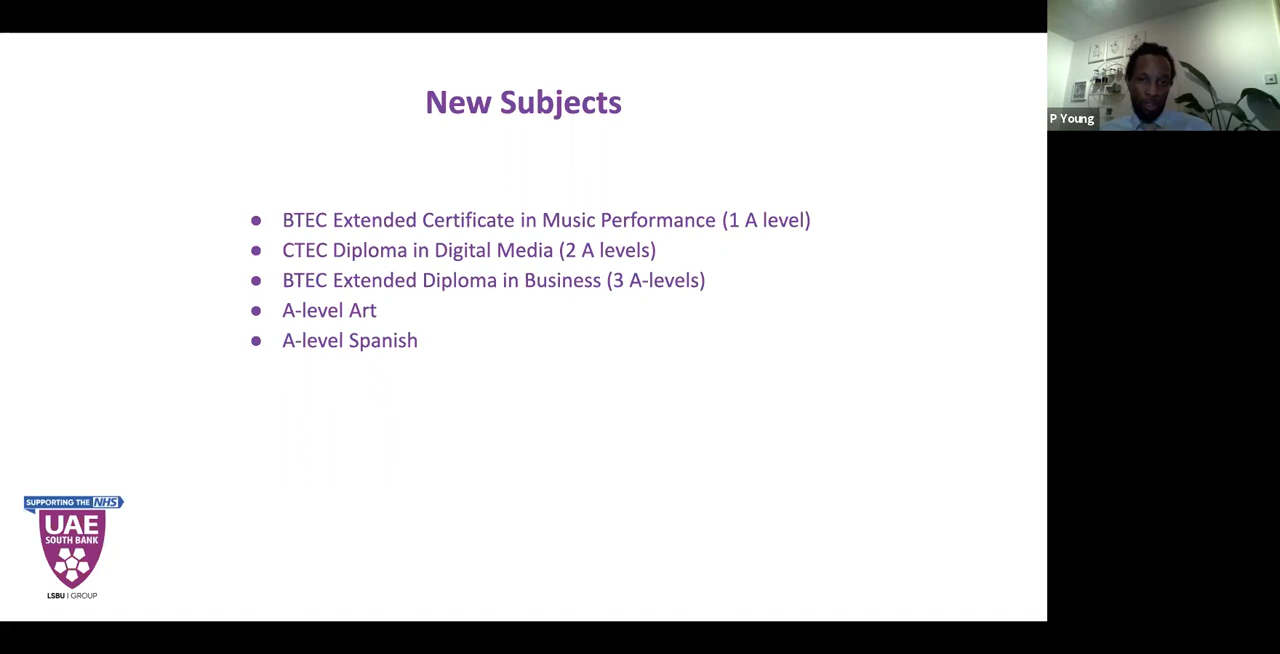 New Subjects
● BTEC Extended Certificate in Music Performance (1 A level)
● CTEC Diploma in Digital Media (2 A levels)
● BTEC Extended Diploma in Business (3 A-levels)
● A-level Art
● A-level Spanish
P Young
SUPPORTING THE NHS
UAE
SOUTH BANK
LSBU | GROUP